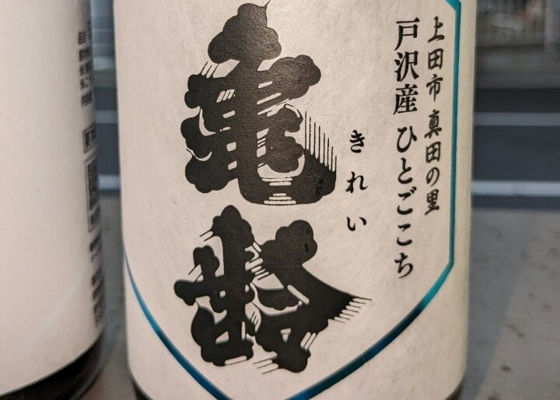 上田市 真田の里
戸沢産 ひとごこち
きれい
亀齢